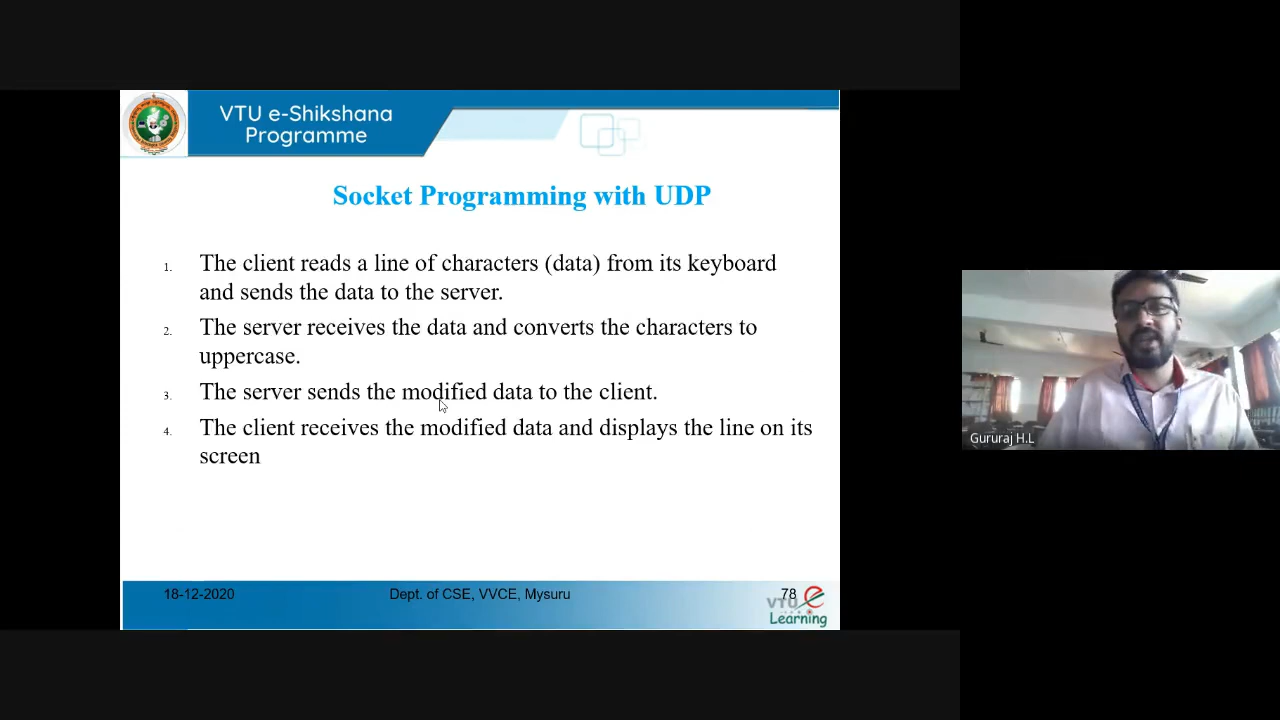 VTU e-Shikshana
Programme
Socket Programming with UDP
1. The client reads a line of characters (data) from its keyboard
and sends the data to the server.
2. The server receives the data and converts the characters to
uppercase.
3. The server sends the modified data to the client.
4. The client receives the modified data and displays the line on its
screen
18-12-2020
Dept. of CSE, VVCE, Mysuru
78
VTU e
Learning
Gururaj H.L